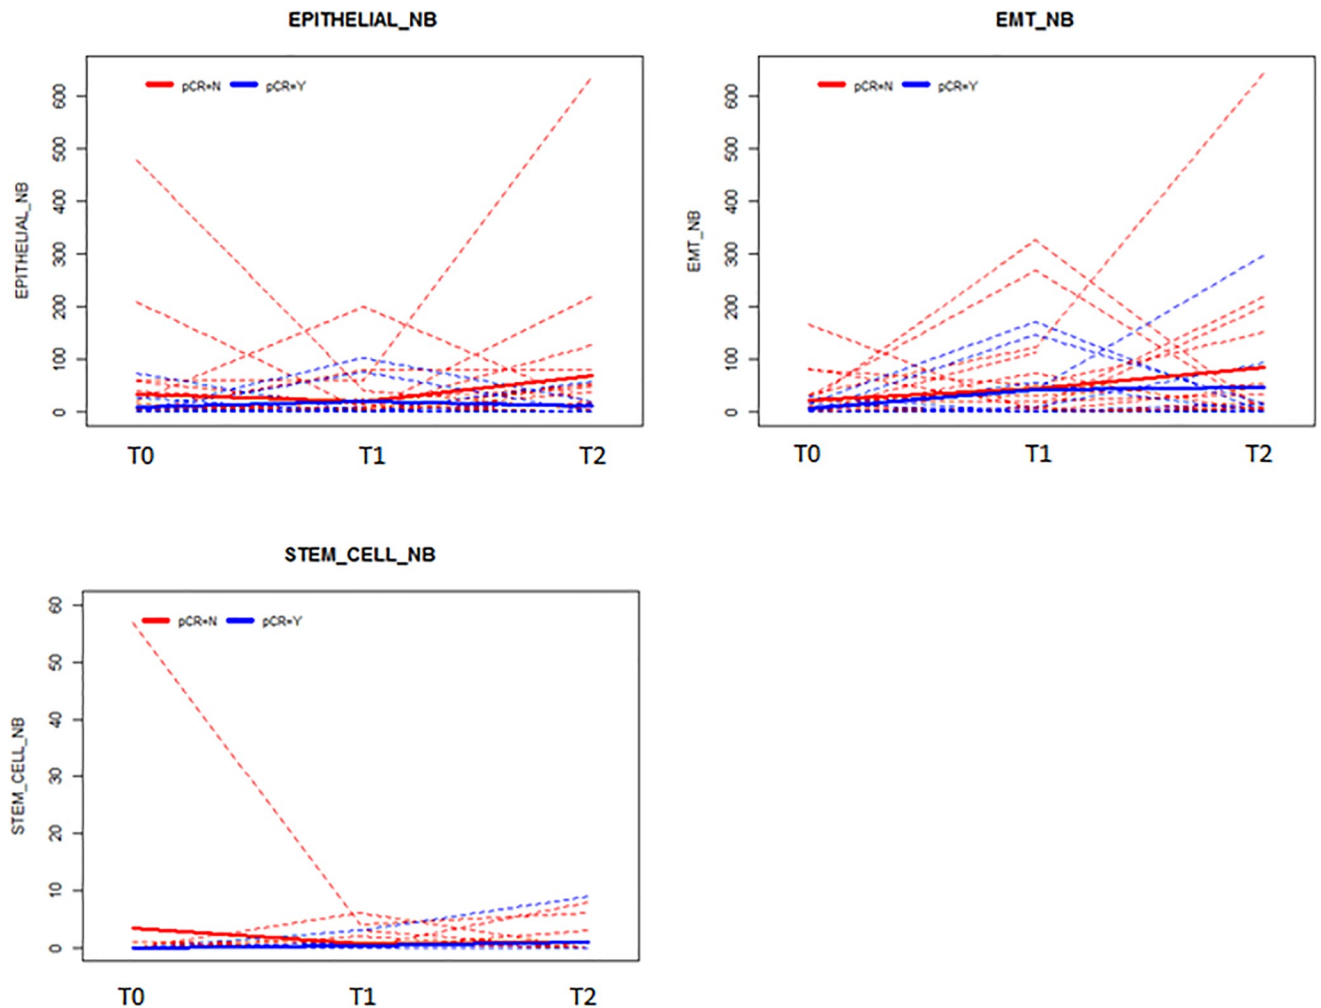 EPITHELIAL_NB
EMT_NB
pCR=N pCR=Y
pCR=N pCR=Y
EPITHELIAL_NB
0 100 200 300 400 500 600
EMT_NB
0 100 200 300 400 500 600
T0 T1 T2
T0 T1 T2
STEM_CELL_NB
pCR=N pCR=Y
STEM_CELL_NB
0 10 20 30 40 50 60
T0 T1 T2